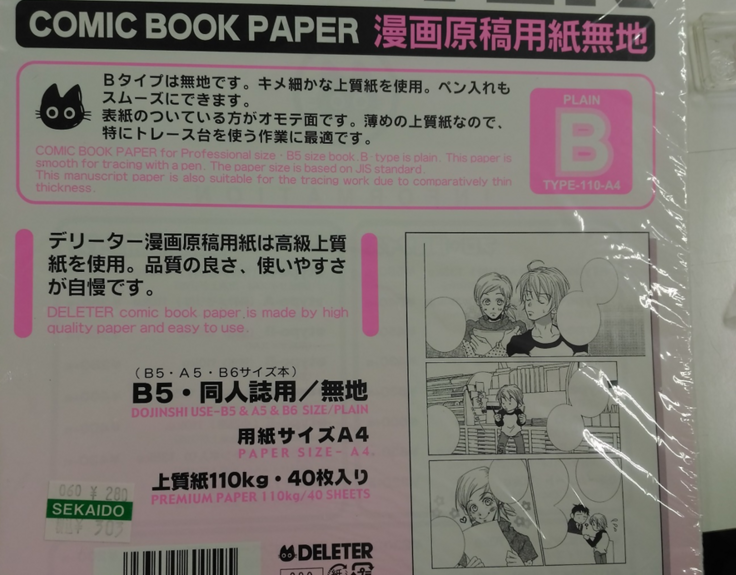 COMIC BOOK PAPER 漫画原稿用紙無地
Bタイプは無地です。キメ細かな上質紙を使用。ペン入れも
スムーズにできます。
表紙のついている方がオモテ面です。薄めの上質紙なので、
特にトレース台を使う作業に最適です。
COMIC BOOK PAPER for Professional size・B5 size book.B・type is plain. This paper is
smooth for tracing with a pen. The paper size is based on JIS standard.
This manuscript paper is also suitable for the tracing work due to comparatively thin
thickness.
PLAIN
B
TYPE-110-A4
デリーター漫画原稿用紙は高級上質
紙を使用。品質の良さ、使いやすさ
が自慢です。
DELETER comic book paper is made by high
quality paper and easy to use.
(B5・A5・B6サイズ本)
B5・同人誌用/無地
DOJINSHI USE-B5 & A5 & B6 SIZE/PLAIN
用紙サイズA4
PAPER SIZE- A4.
上質紙110kg・40枚入り
PREMIUM PAPER 110kg/40 SHEETS
060 ¥ 280
SEKAIDO
303
DELETER